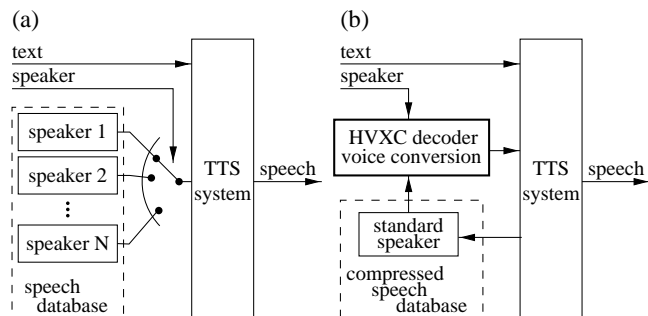 (a)
text
speaker
speaker 1
speaker 2
...
speaker N
speech
database
TTS
system
speech
(b)
text
speaker
HVXC decoder
voice conversion
standard
speaker
compressed
speech
database
TTS
system
speech